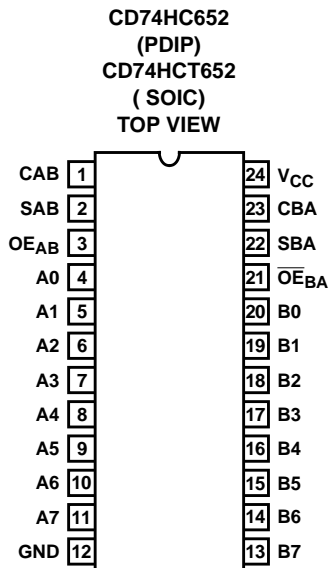 CD74HC652
(PDIP)
CD74HCT652
( SOIC)
TOP VIEW
CAB 1 24 VCC
SAB 2 23 CBA
OEAB 3 22 SBA
A0 4 21 O̅E̅BA
A1 5 20 B0
A2 6 19 B1
A3 7 18 B2
A4 8 17 B3
A5 9 16 B4
A6 10 15 B5
A7 11 14 B6
GND 12 13 B7